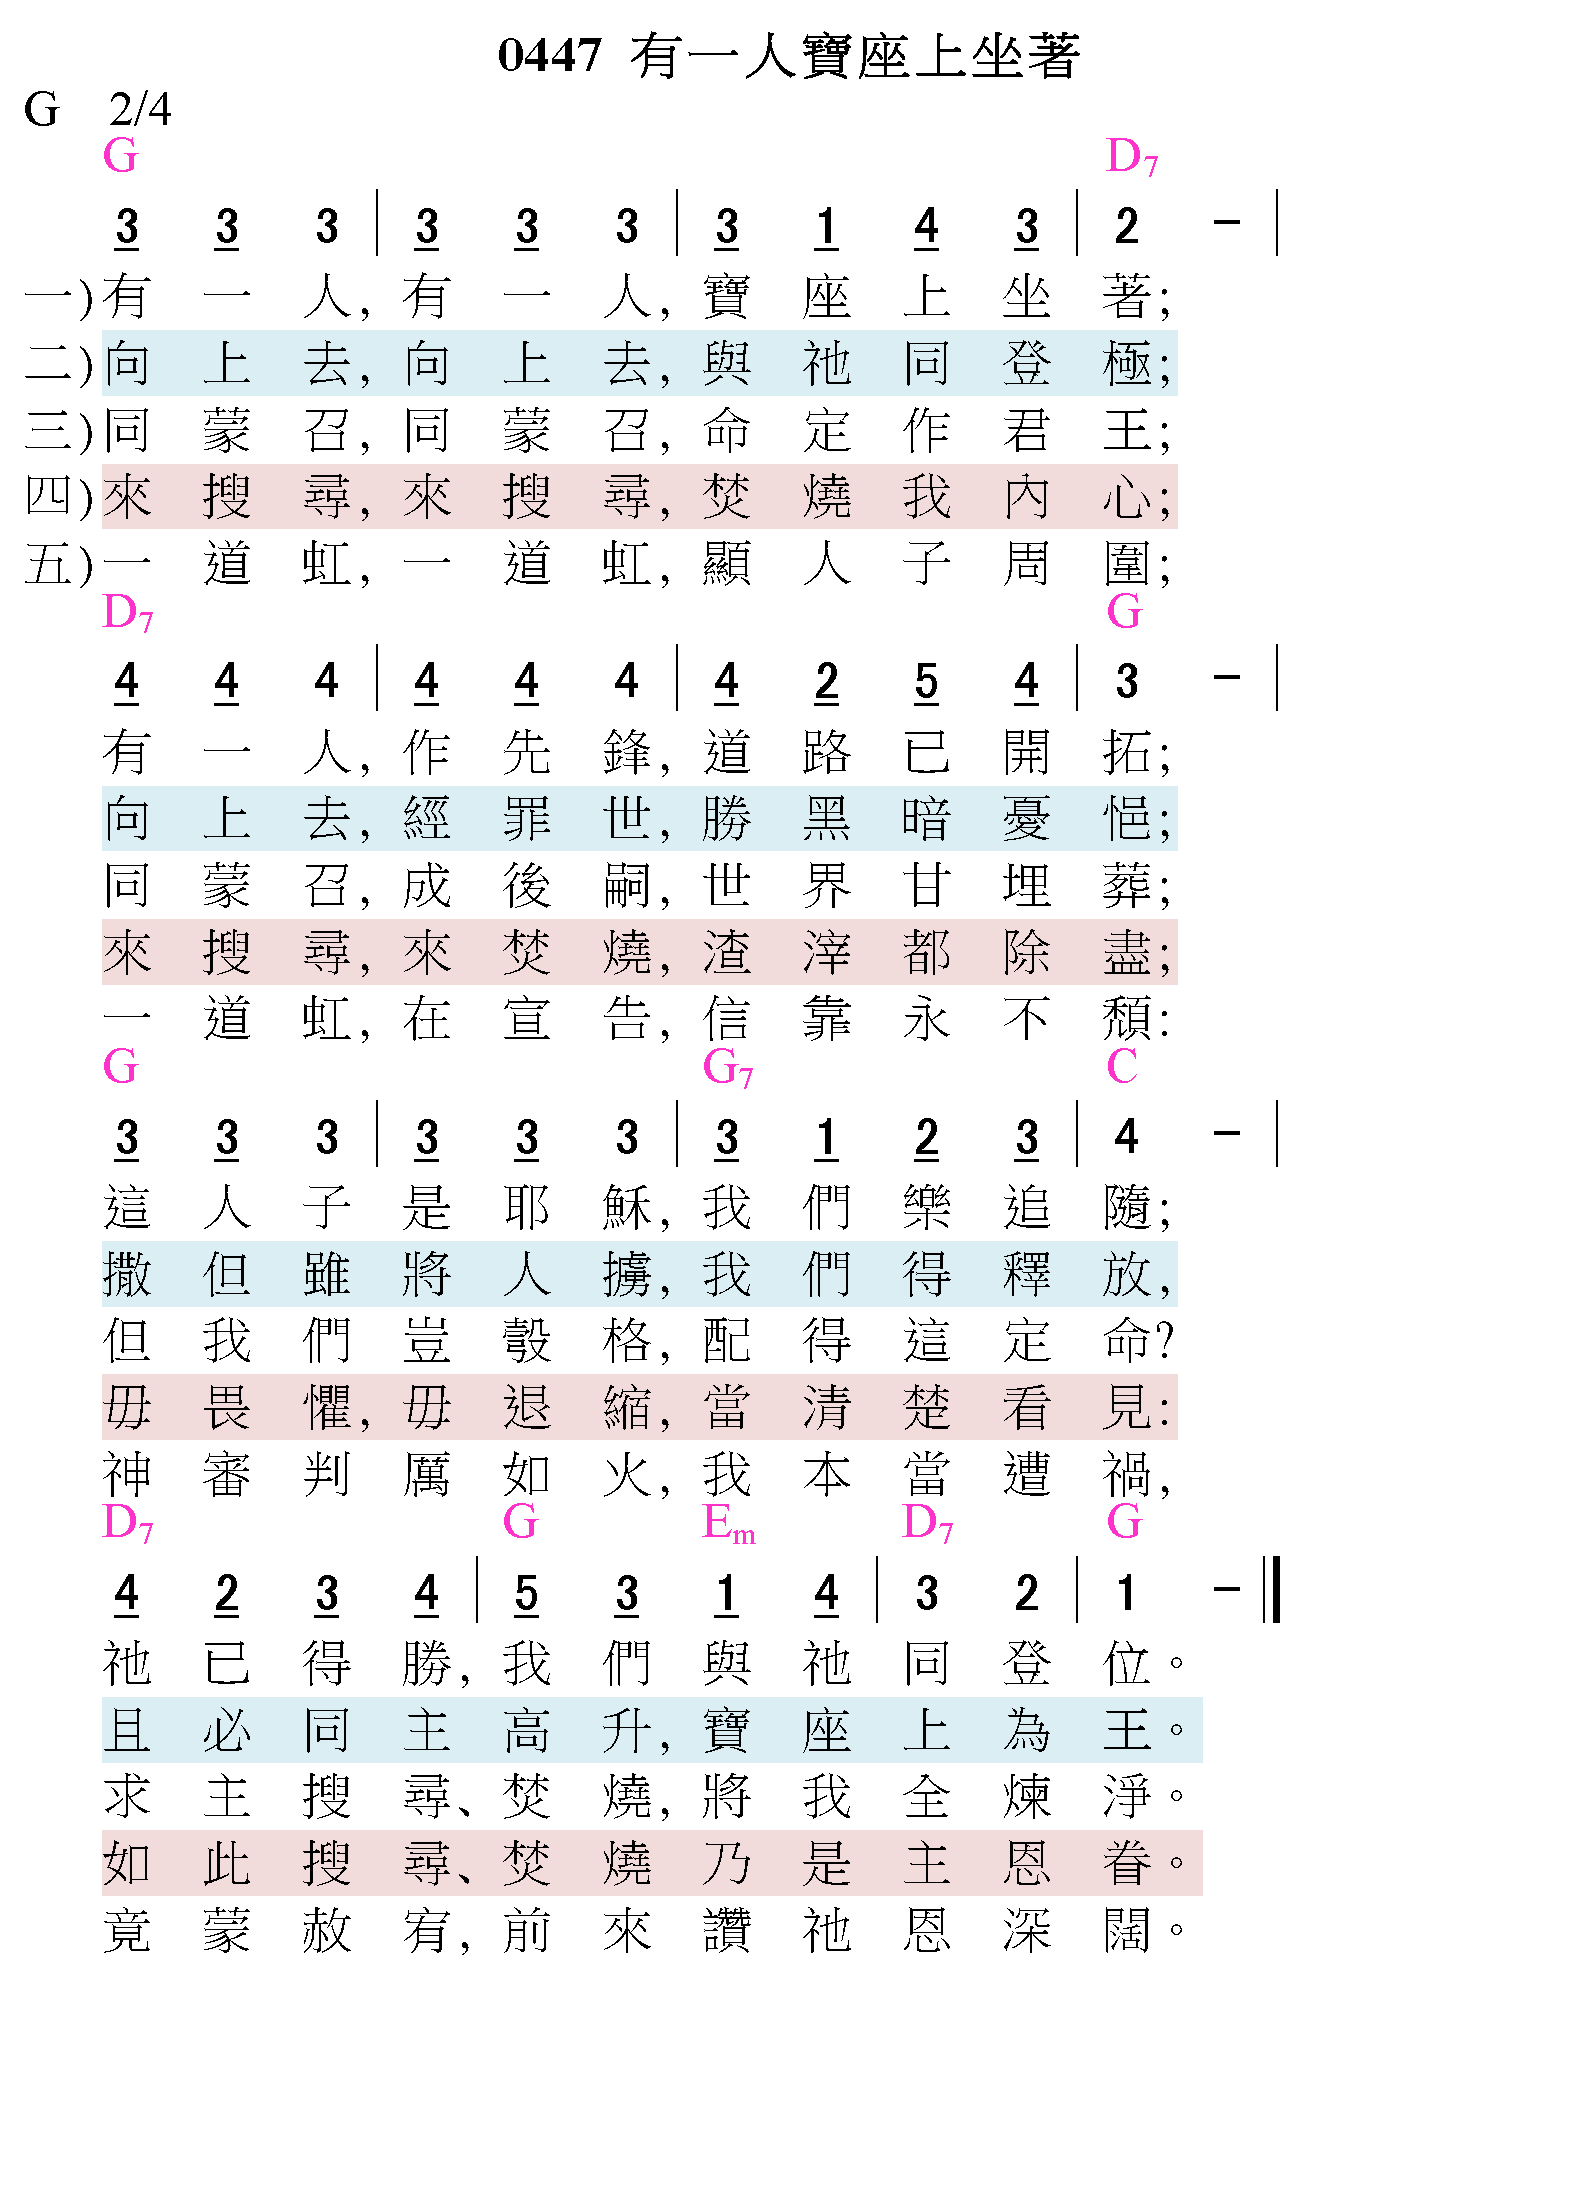 0447 有一人寶座上坐著
G 2/4
G D7
3 3 3 | 3 3 3 | 3 1 4 3 | 2 - |
一)有一人,有一人,寶座上坐著;
二)向上去,向上去,與祂同登極;
三)同蒙召,同蒙召,命定作君王;
四)來搜尋,來搜尋,焚燒我內心;
五)一道虹,一道虹,顯人子周圍;
D7 G
4 4 4 | 4 4 4 | 4 2 5 4 | 3 - |
有一人,作先鋒,道路已開拓;
向上去,經罪世,勝黑暗憂悒;
同蒙召,成後嗣,世界甘埋葬;
來搜尋,來焚燒,渣滓都除盡;
一道虹,在宣告,信靠永不頹:
G G7 C
3 3 3 | 3 3 3 | 3 1 2 3 | 4 - |
這人子是耶穌,我們樂追隨;
撒但雖將人擄,我們得釋放,
但我們豈彀格,配得這定命?
毋畏懼,毋退縮,當清楚看見:
神審判厲如火,我本當遭禍,
D7 G Em D7 G
4 2 3 4 | 5 3 1 4 | 3 2 | 1 - ‖
祂已得勝,我們與祂同登位。
且必同主高升,寶座上為王。
求主搜尋、焚燒,將我全煉淨。
如此搜尋、焚燒乃是主恩眷。
竟蒙赦宥,前來讚祂恩深闊。